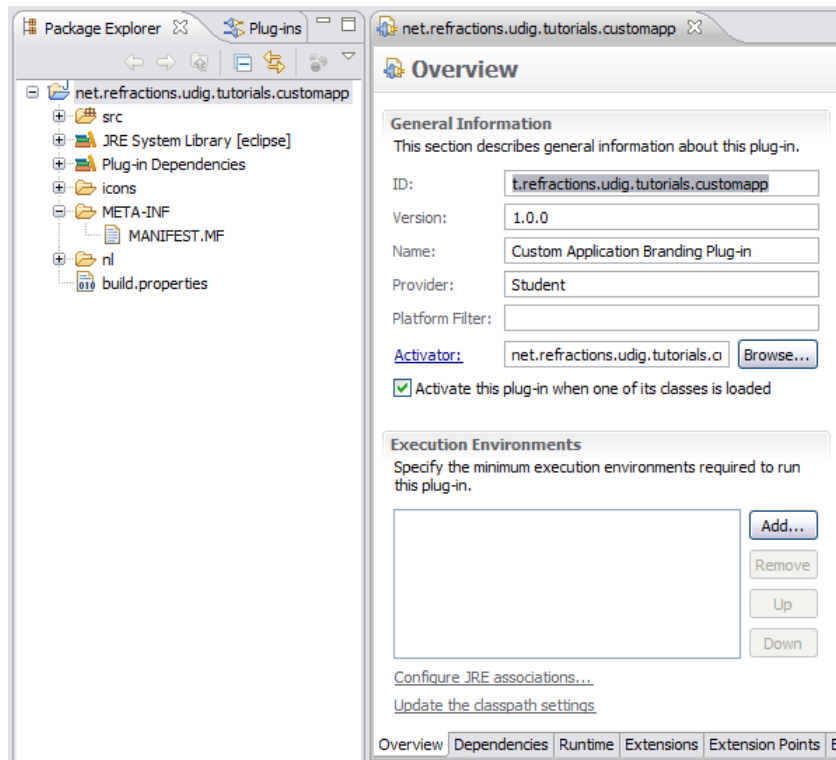 Package Explorer
Plug-ins
net.refractions.udig.tutorials.customapp
src
JRE System Library [eclipse]
Plug-in Dependencies
icons
META-INF
MANIFEST.MF
nl
build.properties
net.refractions.udig.tutorials.customapp
Overview
General Information
This section describes general information about this plug-in.
ID: t.refractions.udig.tutorials.customapp
Version: 1.0.0
Name: Custom Application Branding Plug-in
Provider: Student
Platform Filter:
Activator: net.refractions.udig.tutorials.cu Browse...
Activate this plug-in when one of its classes is loaded
Execution Environments
Specify the minimum execution environments required to run
this plug-in.
Add...
Remove
Up
Down
Configure JRE associations...
Update the classpath settings
Overview Dependencies Runtime Extensions Extension Points